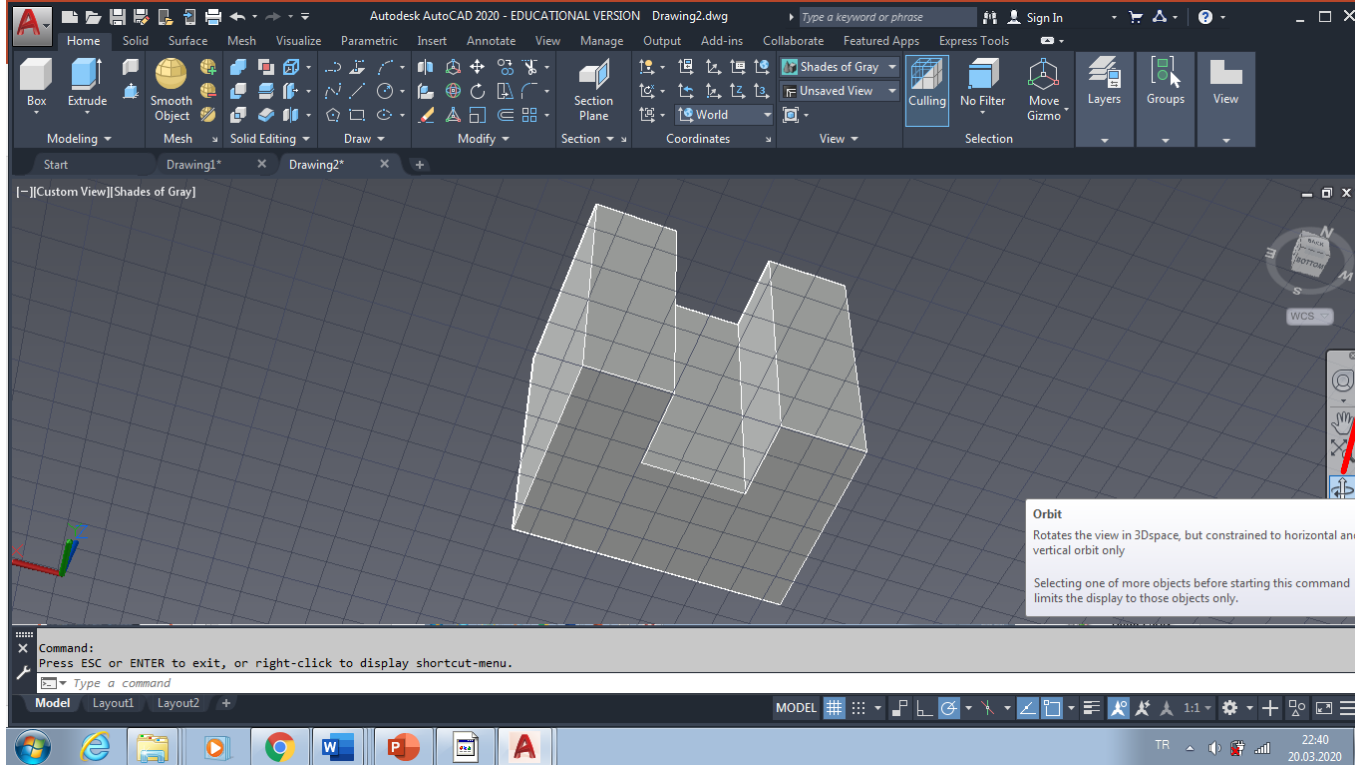 Autodesk AutoCAD 2020 - EDUCATIONAL VERSION Drawing2.dwg Type a keyword or phrase Sign In
Home Solid Surface Mesh Visualize Parametric Insert Annotate View Manage Output Add-ins Collaborate Featured Apps Express Tools
Shades of Gray
Unsaved View
World
Box Extrude Smooth Object Section Plane Culling No Filter Move Gizmo Layers Groups View
Modeling Mesh Solid Editing Draw Modify Section Coordinates View Selection
Start Drawing1* Drawing2*
[−][Custom View][Shades of Gray]
N
E
BACK
BOTTOM
W
S
WCS
Orbit
Rotates the view in 3Dspace, but constrained to horizontal and
vertical orbit only
Selecting one of more objects before starting this command
limits the display to those objects only.
Command:
Press ESC or ENTER to exit, or right-click to display shortcut-menu.
Type a command
Model Layout1 Layout2 +
MODEL 1:1
TR 22:40
20.03.2020